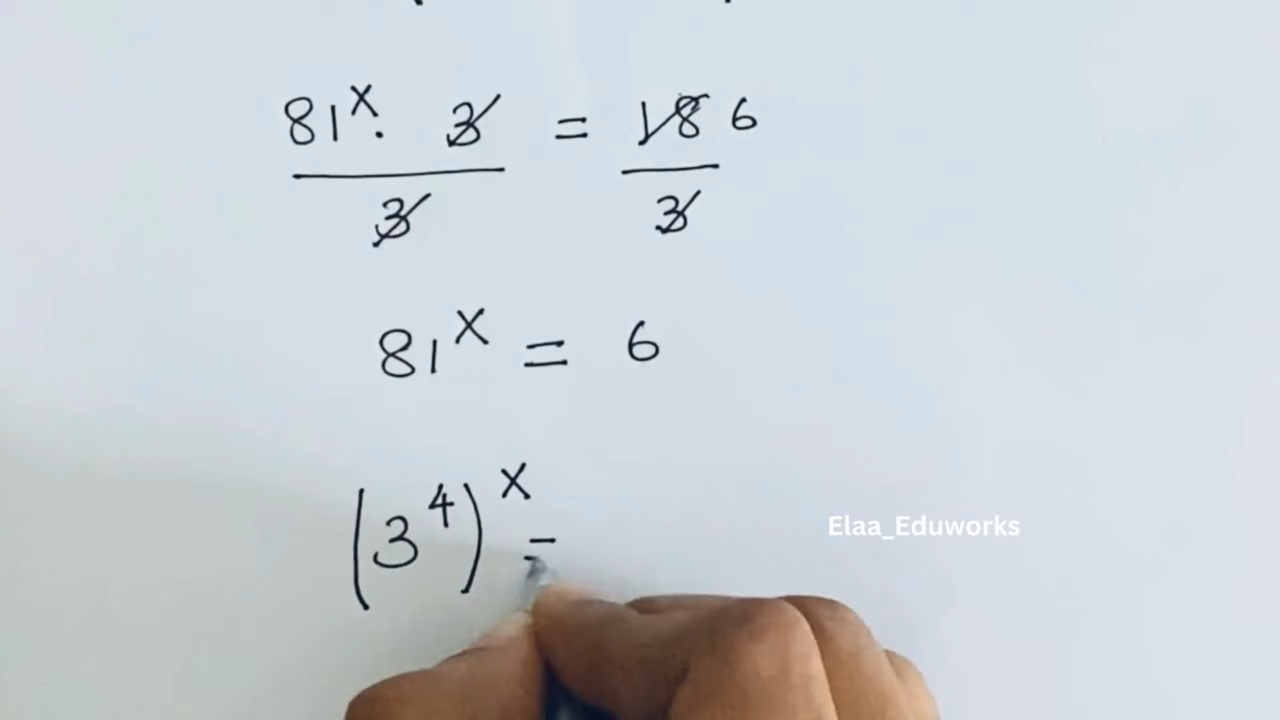 81^x . 3 = 18 6
3 3
81^x = 6
(3^4)^x =
Elaa_Eduworks